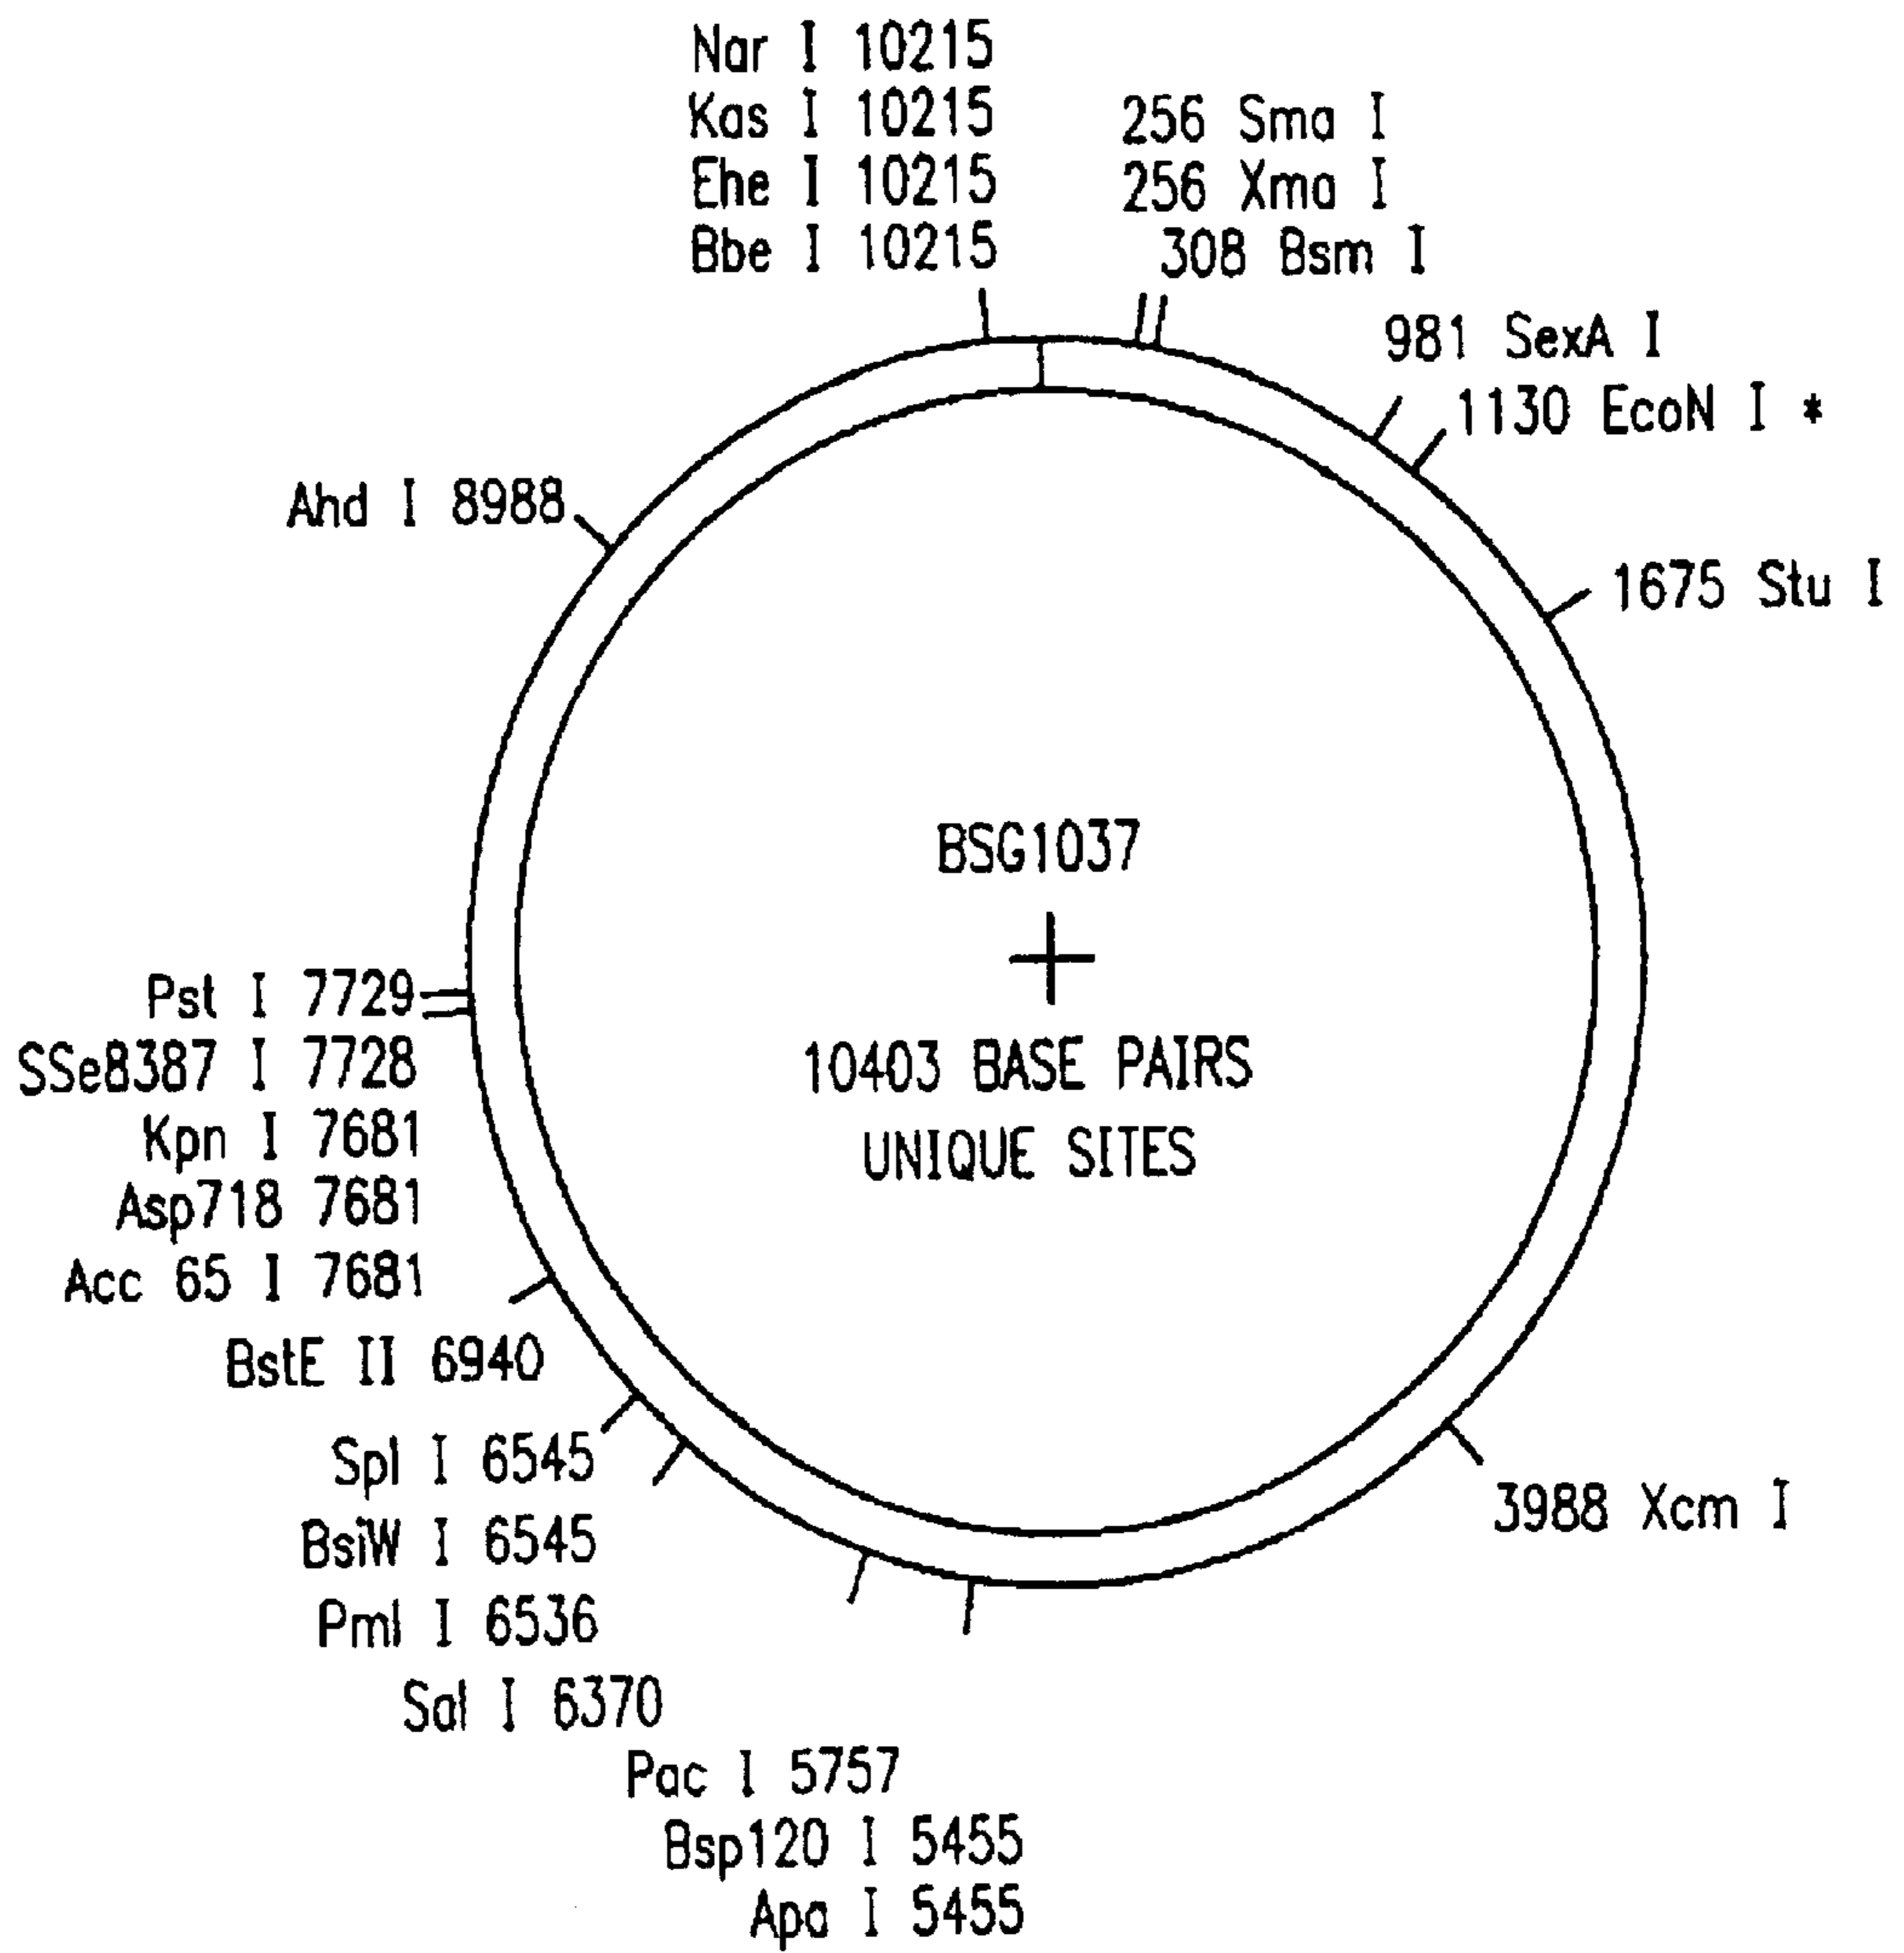 Nar I 10215
Kas I 10215
Ehe I 10215
Bbe I 10215
256 Sma I
256 Xma I
308 Bsm I
981 SexA I
1130 EcoN I *
1675 Stu I
Ahd I 8988
BSG1037
10403 BASE PAIRS
UNIQUE SITES
Pst I 7729
SSe8387 I 7728
Kpn I 7681
Asp718 7681
Acc 65 I 7681
BstE II 6940
Spl I 6545
BsiW I 6545
Pml I 6536
Sal I 6370
3988 Xcm I
Pac I 5757
Bsp120 I 5455
Apa I 5455